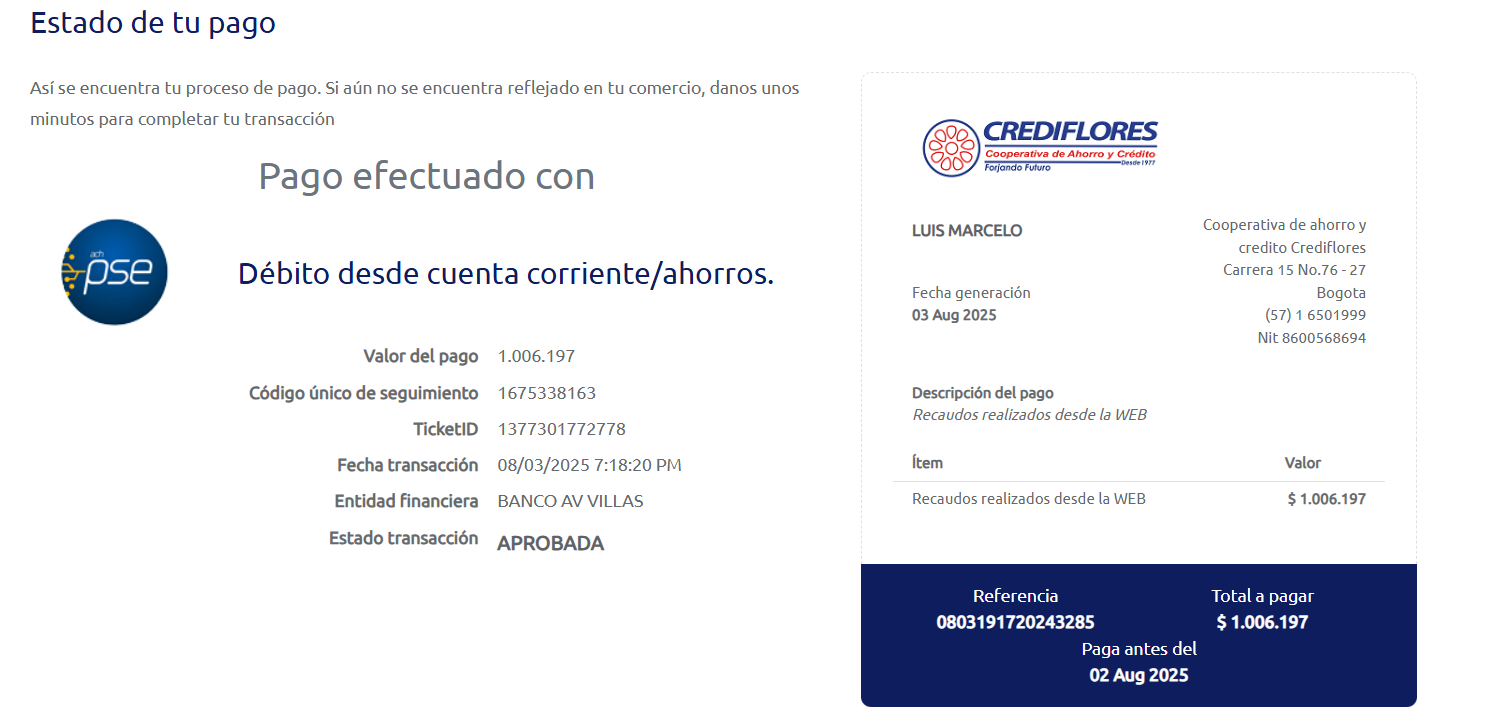 Estado de tu pago
Así se encuentra tu proceso de pago. Si aún no se encuentra reflejado en tu comercio, danos unos
minutos para completar tu transacción
Pago efectuado con
ach
pse
Débito desde cuenta corriente/ahorros.
Valor del pago 1.006.197
Código único de seguimiento 1675338163
TicketID 1377301772778
Fecha transacción 08/03/2025 7:18:20 PM
Entidad financiera BANCO AV VILLAS
Estado transacción APROBADA
CREDIFLORES
Cooperativa de Ahorro y Crédito
Desde 1977
Forjando Futuro
LUIS MARCELO
Cooperativa de ahorro y
credito Crediflores
Carrera 15 No.76 - 27
Bogota
(57) 1 6501999
Nit 8600568694
Fecha generación
03 Aug 2025
Descripción del pago
Recaudos realizados desde la WEB
Ítem Valor
Recaudos realizados desde la WEB $ 1.006.197
Referencia Total a pagar
0803191720243285 $ 1.006.197
Paga antes del
02 Aug 2025